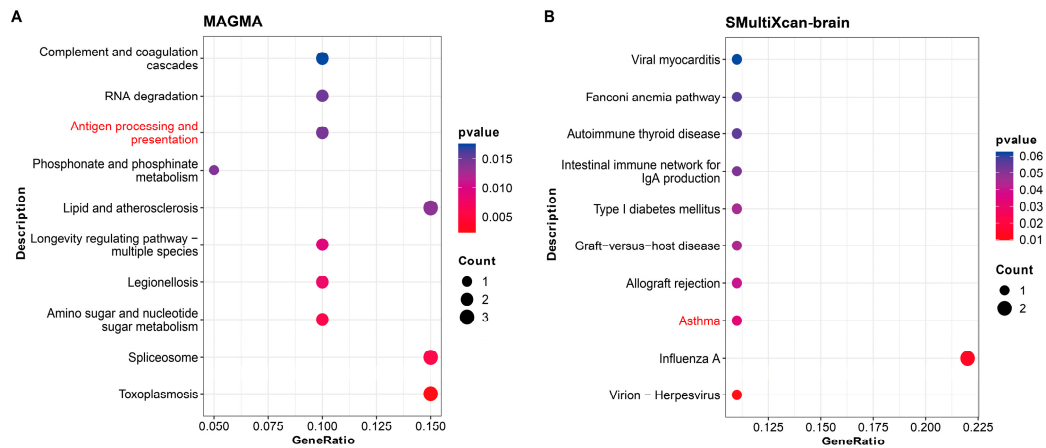 A
MAGMA
Description
Complement and coagulation
cascades
RNA degradation
Antigen processing and
presentation
Phosphonate and phosphinate
metabolism
Lipid and atherosclerosis
Longevity regulating pathway −
multiple species
Legionellosis
Amino sugar and nucleotide
sugar metabolism
Spliceosome
Toxoplasmosis
0.050
0.075
0.100
0.125
0.150
GeneRatio
pvalue
0.015
0.010
0.005
Count
1
2
3
B
SMultiXcan-brain
Description
Viral myocarditis
Fanconi anemia pathway
Autoimmune thyroid disease
Intestinal immune network for
IgA production
Type I diabetes mellitus
Graft−versus−host disease
Allograft rejection
Asthma
Influenza A
Virion − Herpesvirus
0.125
0.150
0.175
0.200
0.225
GeneRatio
pvalue
0.06
0.05
0.04
0.03
0.02
0.01
Count
1
2